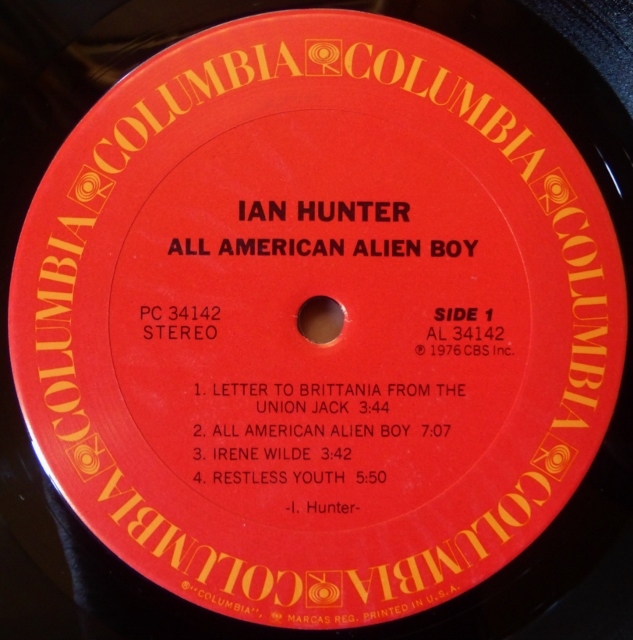 COLUMBIA COLUMBIA COLUMBIA COLUMBIA COLUMBIA COLUMBIA
IAN HUNTER
ALL AMERICAN ALIEN BOY
PC 34142
STEREO
SIDE 1
AL 34142
℗ 1976 CBS Inc.
1. LETTER TO BRITTANIA FROM THE
UNION JACK 3:44
2. ALL AMERICAN ALIEN BOY 7:07
3. IRENE WILDE 3:42
4. RESTLESS YOUTH 5:50
-I. Hunter-
®"COLUMBIA", MARCAS REG. PRINTED IN U.S.A.